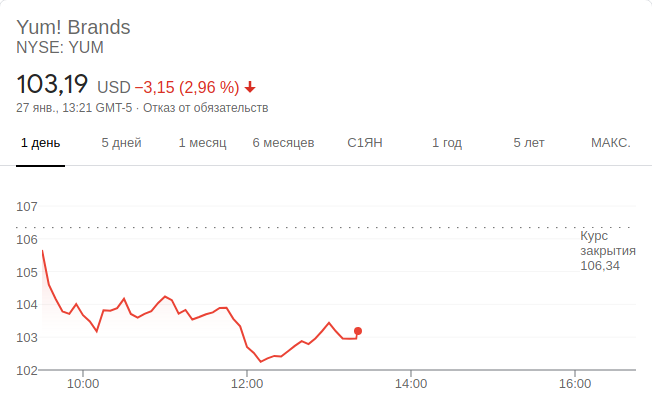 Yum! Brands
NYSE: YUM
103,19 USD −3,15 (2,96 %)
27 янв., 13:21 GMT-5 · Отказ от обязательств
1 день 5 дней 1 месяц 6 месяцев С1ЯН 1 год 5 лет МАКС.
107
106
105
104
103
102
Курс
закрытия
106,34
10:00 12:00 14:00 16:00